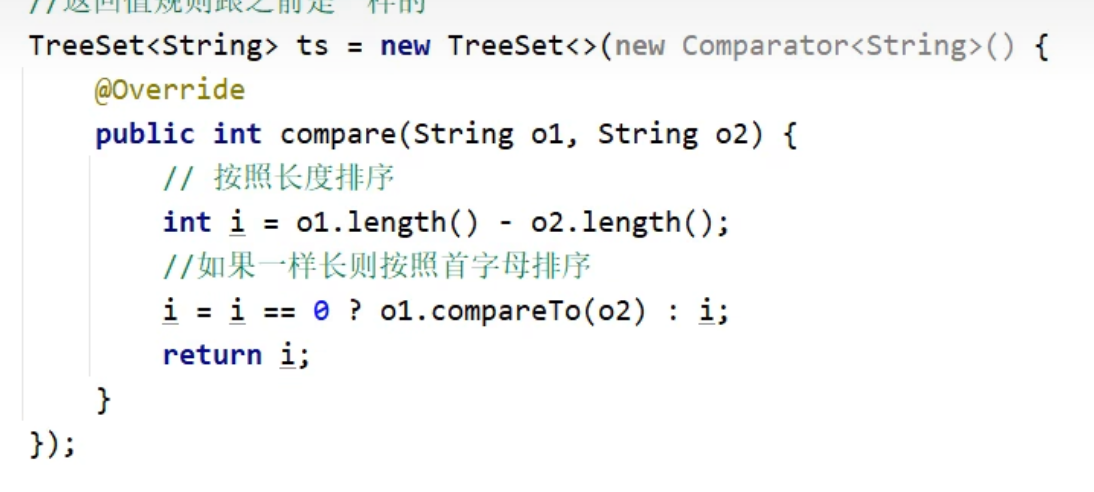 //返回值规则跟之前是一样的
TreeSet<String> ts = new TreeSet<>(new Comparator<String>() {
@Override
public int compare(String o1, String o2) {
// 按照长度排序
int i = o1.length() - o2.length();
//如果一样长则按照首字母排序
i = i == 0 ? o1.compareTo(o2) : i;
return i;
}
});